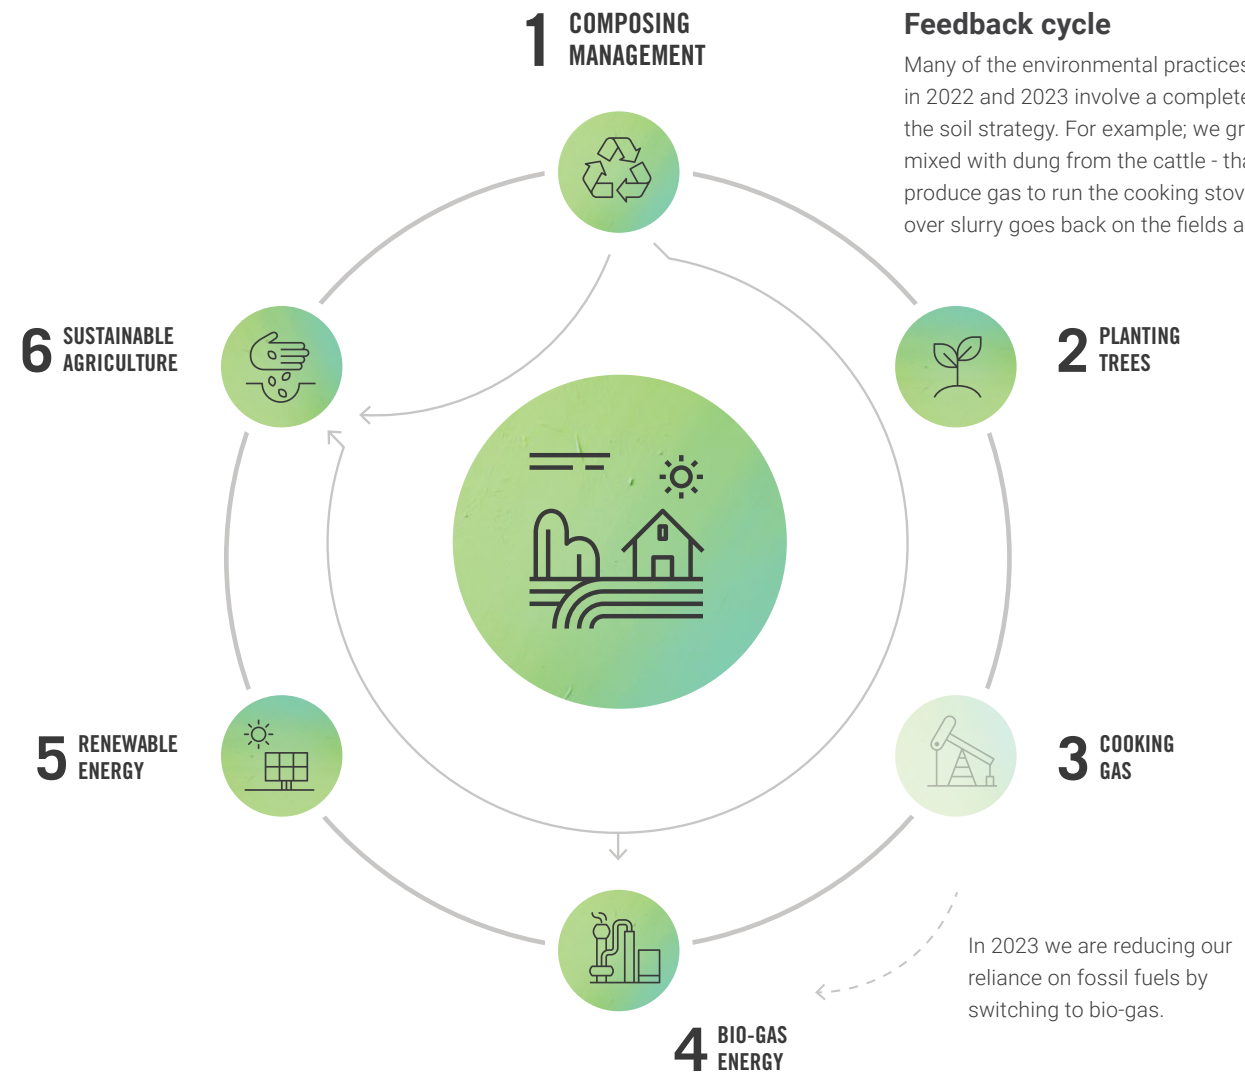 1 COMPOSING
MANAGEMENT
Feedback cycle
Many of the environmental practices
in 2022 and 2023 involve a complete
the soil strategy. For example; we gr
mixed with dung from the cattle - tha
produce gas to run the cooking stov
over slurry goes back on the fields a
2 PLANTING
TREES
3 COOKING
GAS
In 2023 we are reducing our
reliance on fossil fuels by
switching to bio-gas.
4 BIO-GAS
ENERGY
5 RENEWABLE
ENERGY
6 SUSTAINABLE
AGRICULTURE